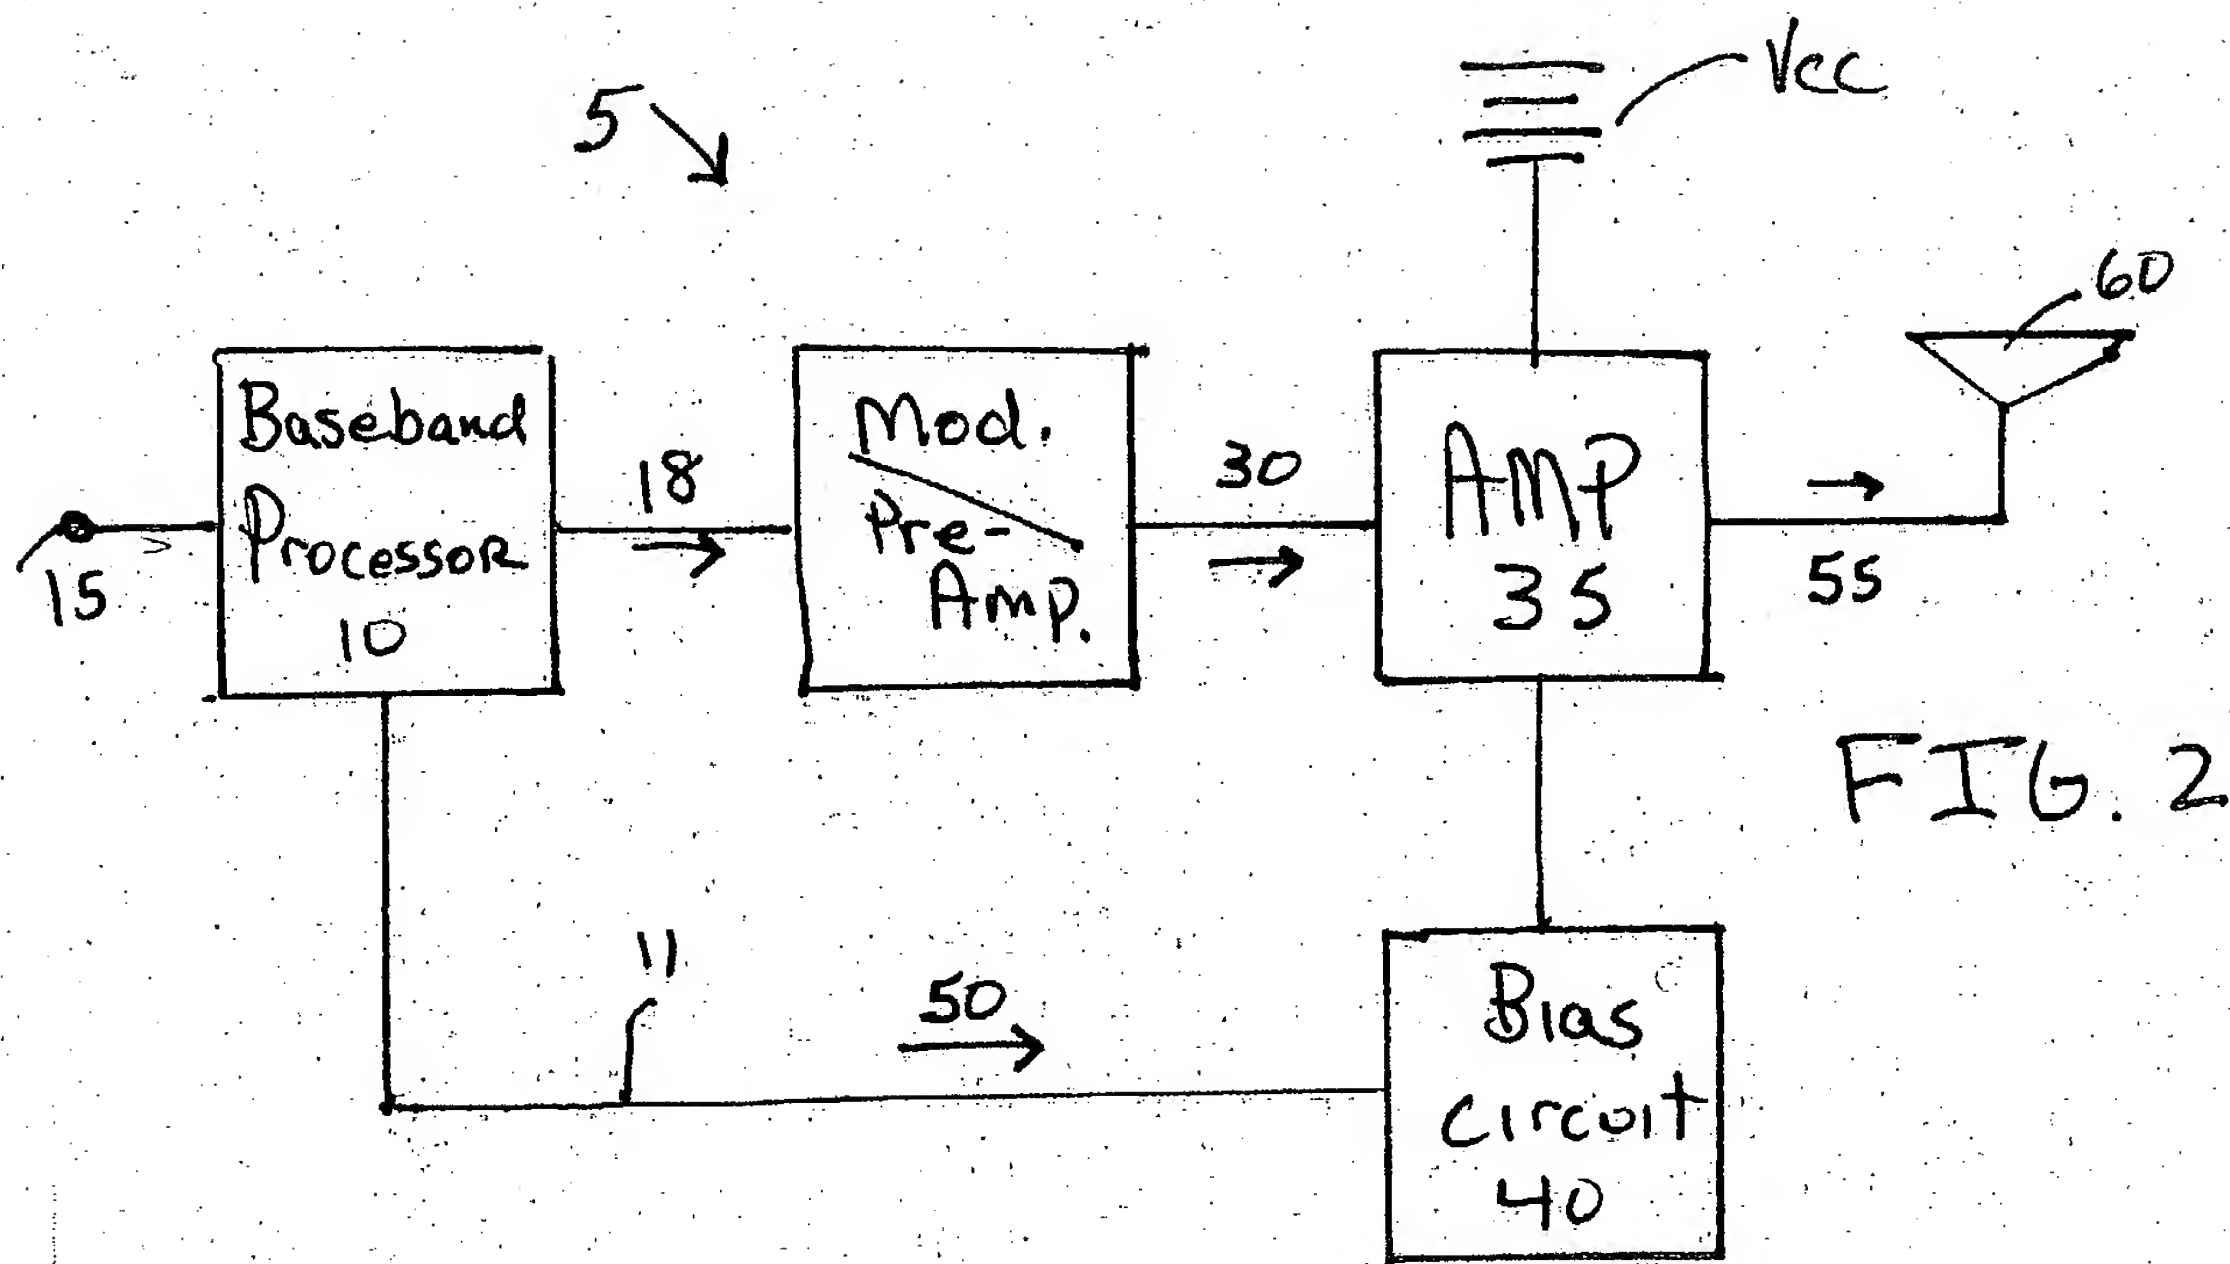 Vcc
5
60
Baseband
Processor
10
Mod.
Pre-
Amp.
AMP
35
18
30
55
15
FIG. 2
11
50
Bias
circuit
40